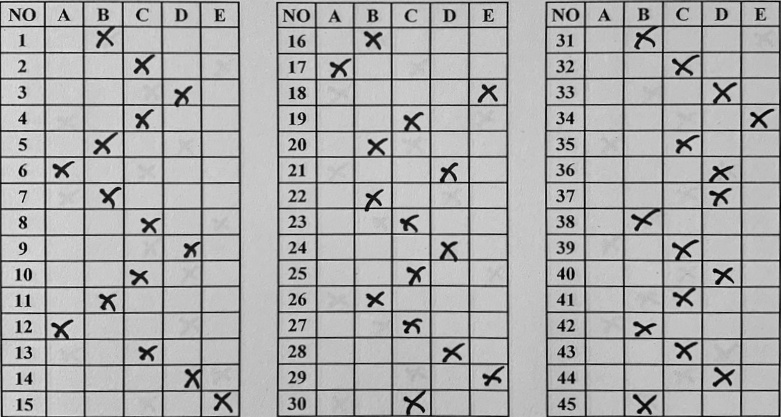 NO A B C D E
1 X
2 X
3 X
4 X
5 X
6 X
7 X
8 X
9 X
10 X
11 X
12 X
13 X
14 X
15 X
NO A B C D E
16 X
17 X
18 X
19 X
20 X
21 X
22 X
23 X
24 X
25 X
26 X
27 X
28 X
29 X
30 X
NO A B C D E
31 X
32 X
33 X
34 X
35 X
36 X
37 X
38 X
39 X
40 X
41 X
42 X
43 X
44 X
45 X